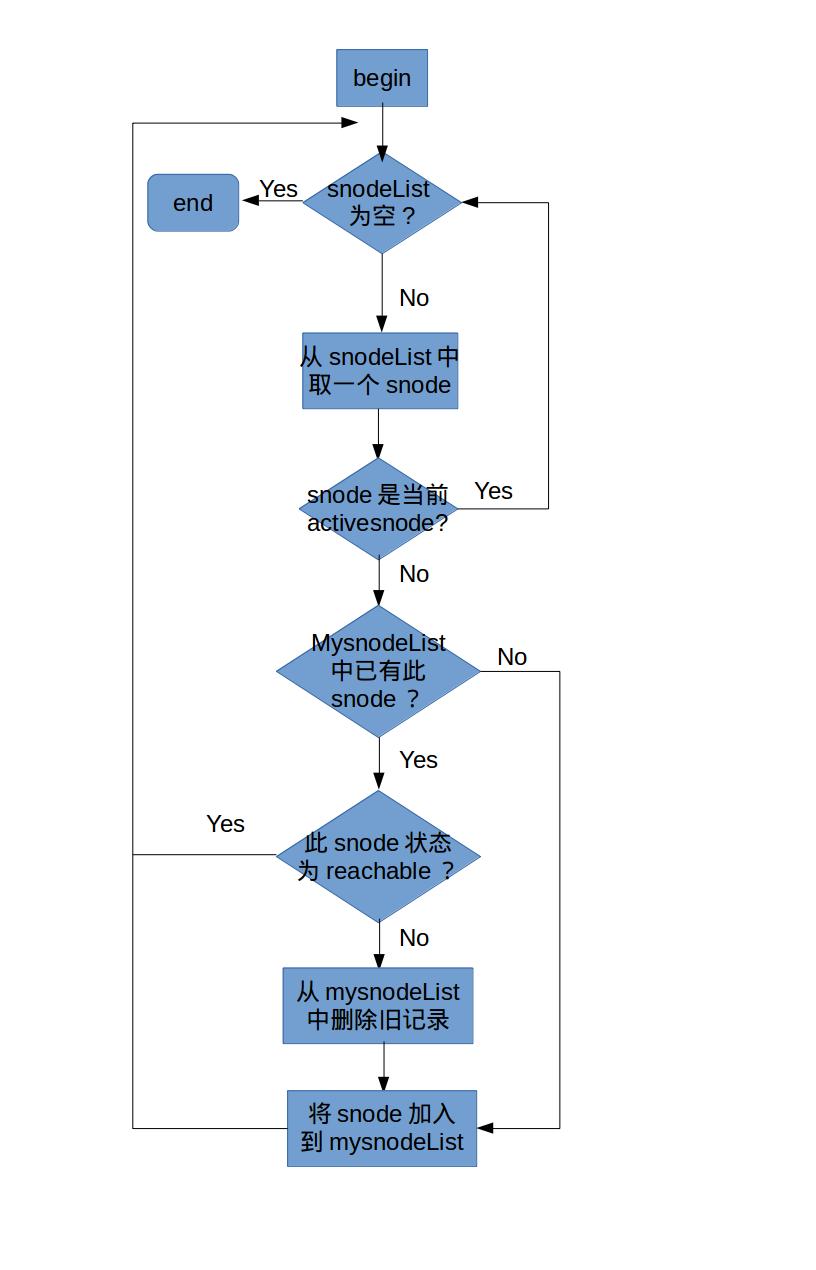 begin
Yes
end
snodeList
为空 ?
No
从 snodeList 中
取一个 snode
snode 是当前
activesnode?
Yes
No
MysnodeList
中已有此
snode ？
No
Yes
Yes
此 snode 状态
为 reachable ？
No
从 mysnodeList
中删除旧记录
将 snode 加入
到 mysnodeList